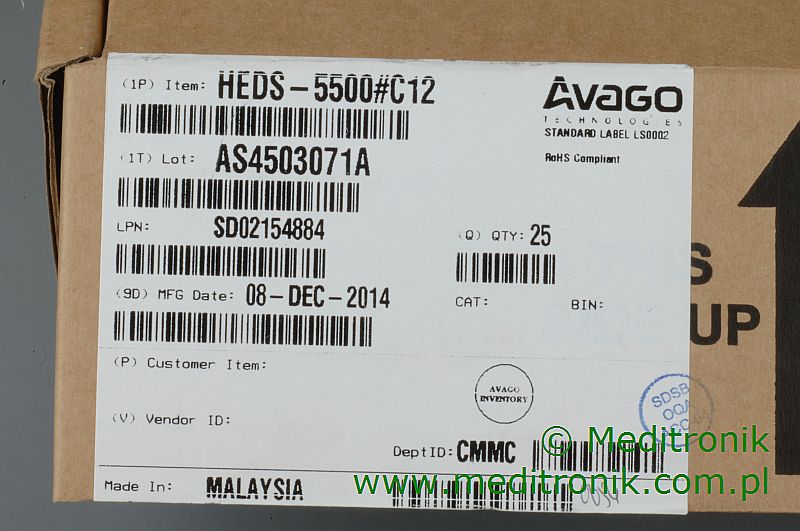 (1P) Item: HEDS-5500#C12
AVAGO
TECHNOLOGIES
STANDARD LABEL LS0002
(1T) Lot: AS4503071A
RoHS Compliant
LPN: SD02154884
(Q) QTY: 25
(9D) MFG Date: 08-DEC-2014
CAT: BIN:
UP
(P) Customer Item:
AVAGO
INVENTORY
SDSB
OQA
(V) Vendor ID:
DeptID: CMMC
© Meditronik
Made In: MALAYSIA
www.meditronik.com.pl